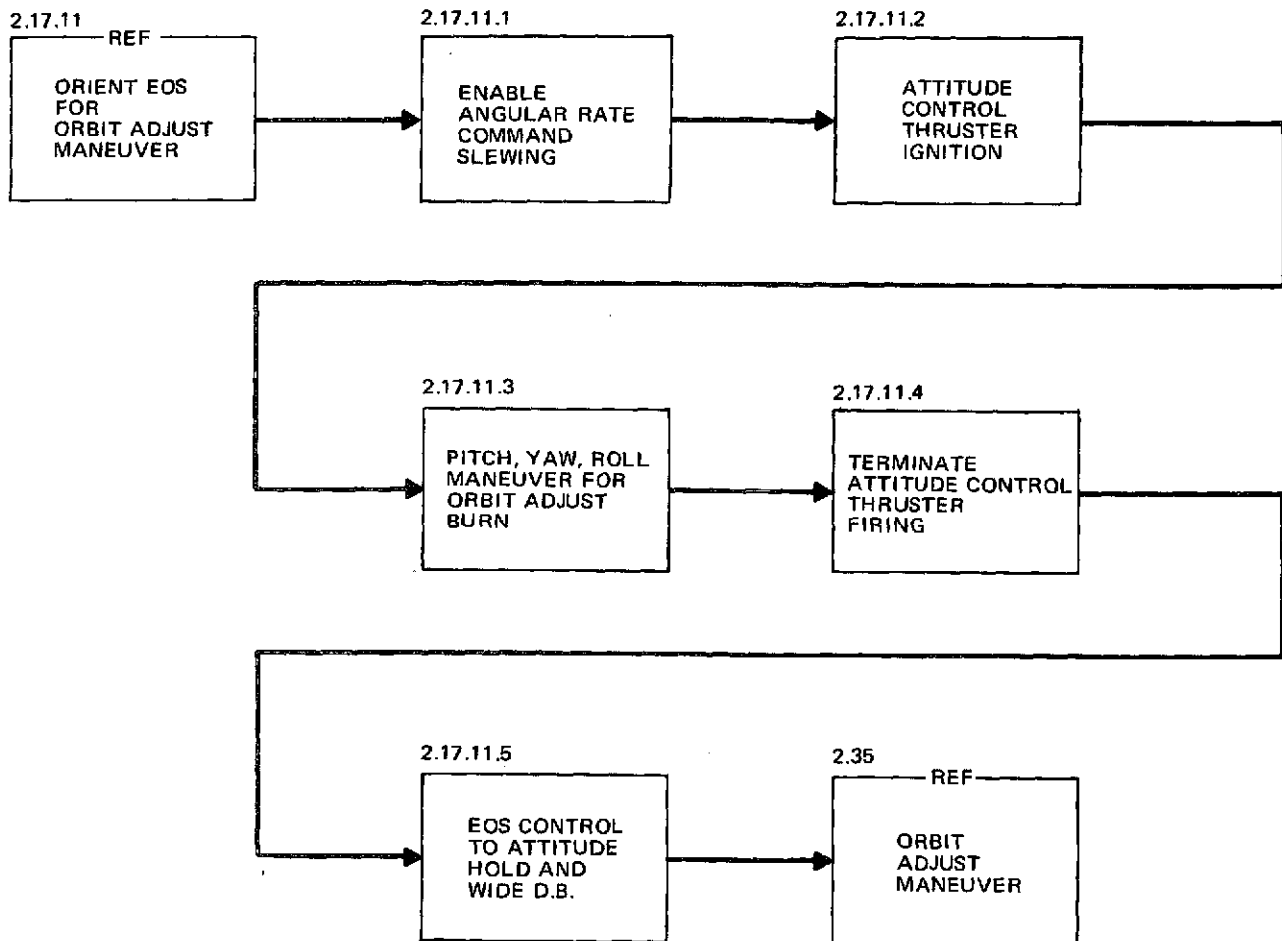 2.17.11
REF
ORIENT EOS
FOR
ORBIT ADJUST
MANEUVER
2.17.11.1
ENABLE
ANGULAR RATE
COMMAND
SLEWING
2.17.11.2
ATTITUDE
CONTROL
THRUSTER
IGNITION
2.17.11.3
PITCH, YAW, ROLL
MANEUVER FOR
ORBIT ADJUST
BURN
2.17.11.4
TERMINATE
ATTITUDE CONTROL
THRUSTER
FIRING
2.17.11.5
EOS CONTROL
TO ATTITUDE
HOLD AND
WIDE D.B.
2.35
REF
ORBIT
ADJUST
MANEUVER